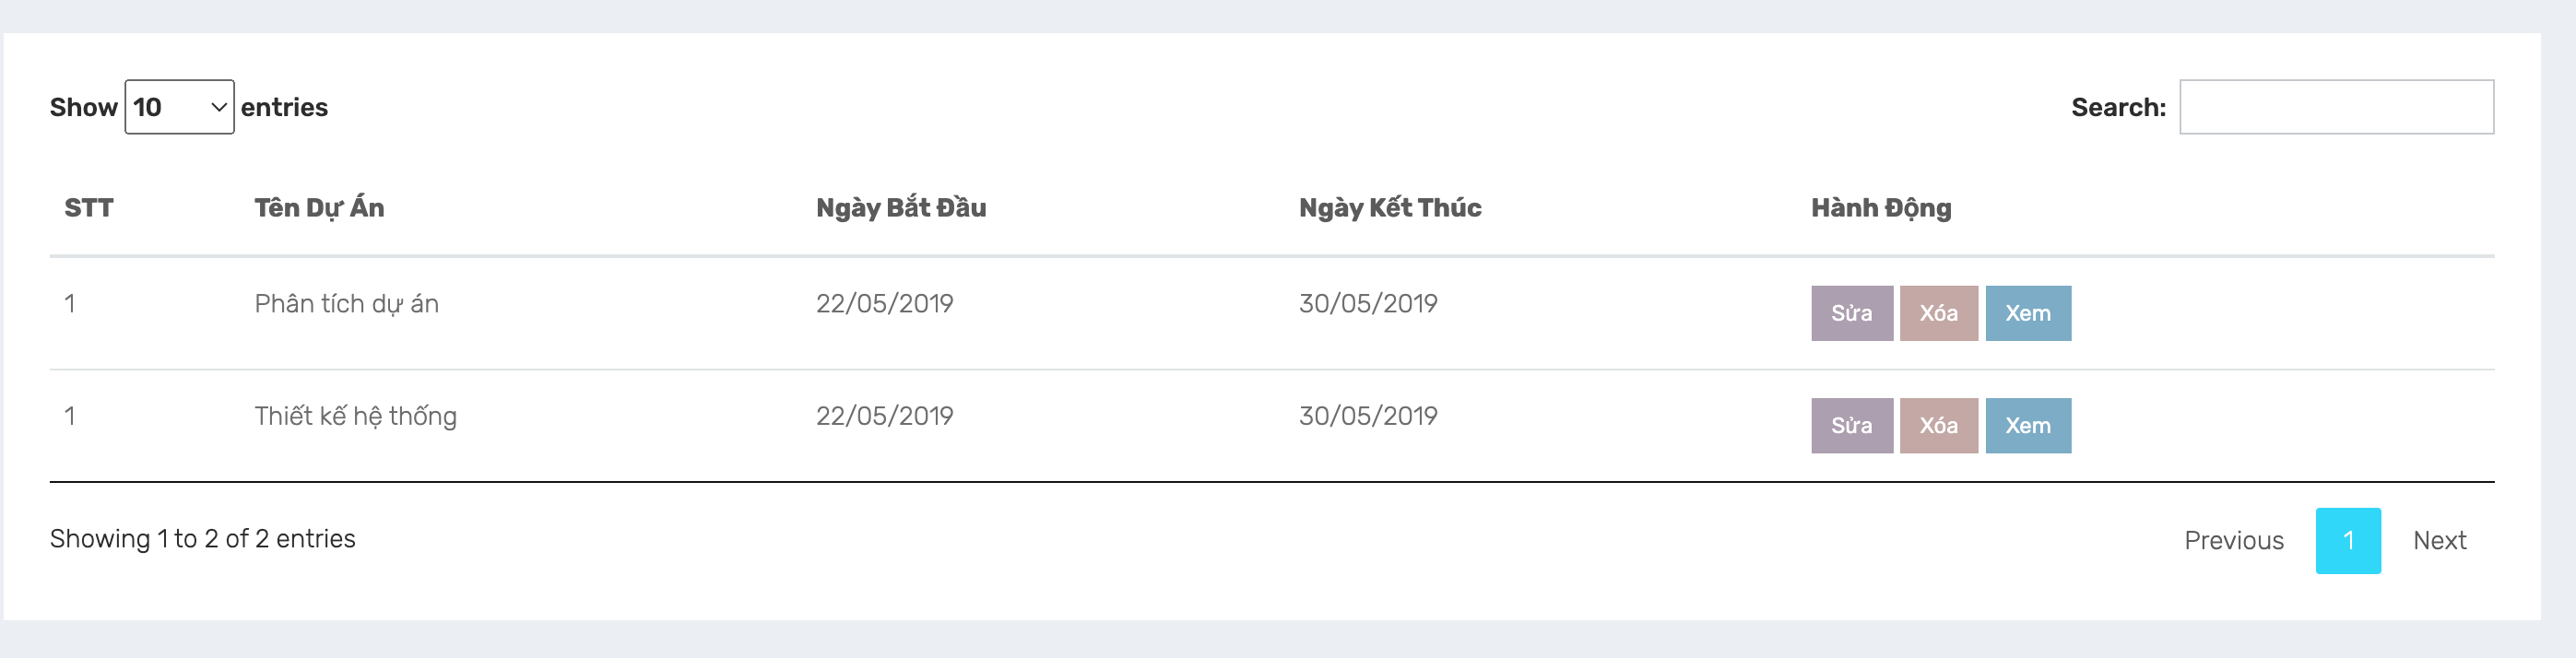 Show 10 entries Search:
STT Tên Dự Án Ngày Bắt Đầu Ngày Kết Thúc Hành Động
1 Phân tích dự án 22/05/2019 30/05/2019 Sửa Xóa Xem
1 Thiết kế hệ thống 22/05/2019 30/05/2019 Sửa Xóa Xem
Showing 1 to 2 of 2 entries Previous 1 Next